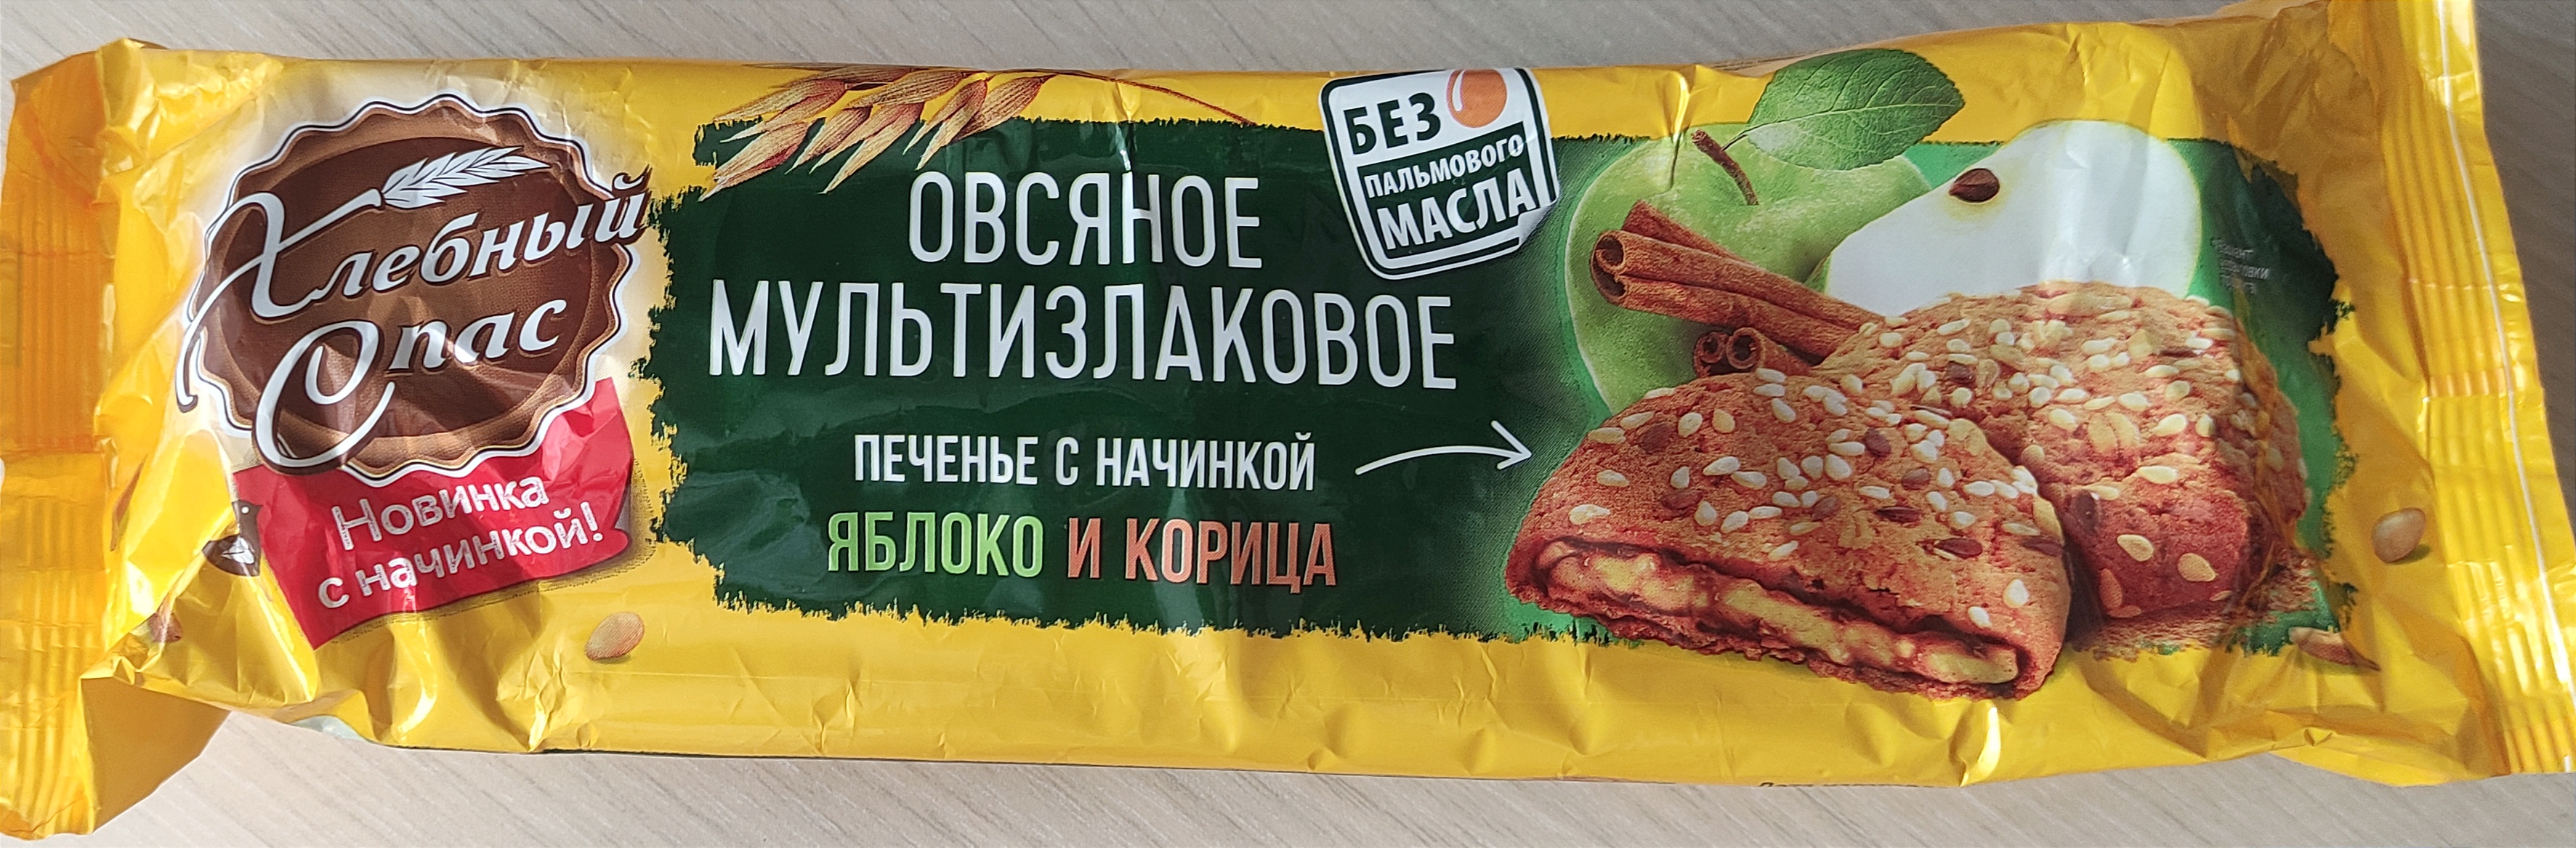 Хлебный
Спас
Новинка
с начинкой!
ОВСЯНОЕ
МУЛЬТИЗЛАКОВОЕ
ПЕЧЕНЬЕ С НАЧИНКОЙ
ЯБЛОКО И КОРИЦА
БЕЗ
ПАЛЬМОВОГО
МАСЛА